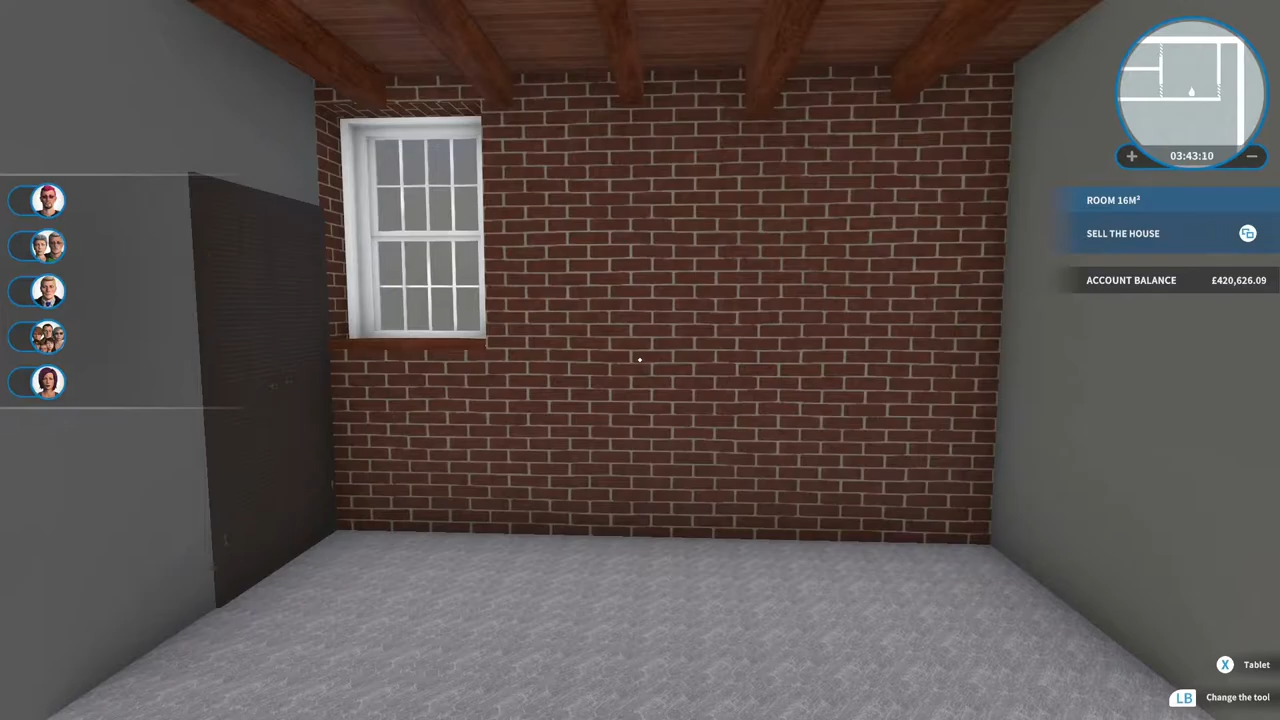 + 03:43:10 −
ROOM 16M²
SELL THE HOUSE
ACCOUNT BALANCE £420,626.09
X Tablet
LB Change the tool